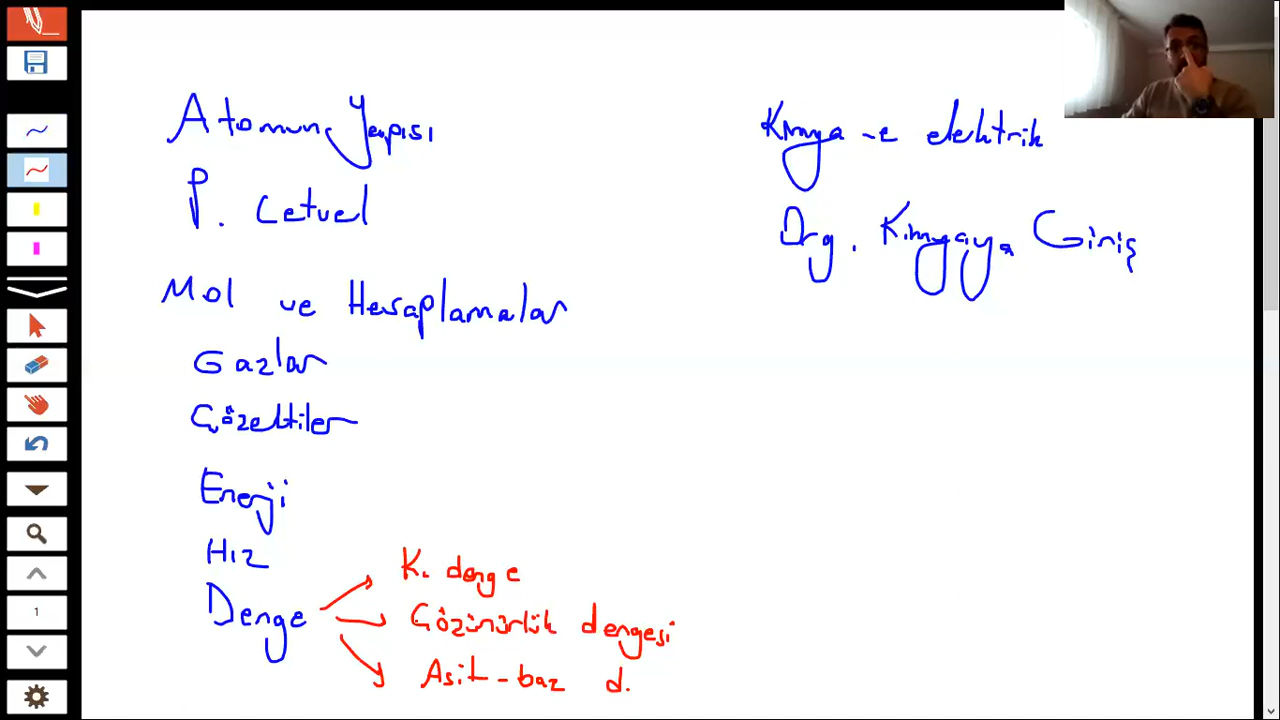 Atomun Yapısı
P. Cetvel
Mol ve Hesaplamalar
Gazlar
Çözeltiler
Enerji
Hız
Denge
K. denge
Çözünürlük dengesi
Asit-baz d.
Kimya -e elektrik
Org. Kimyaya Giriş
1